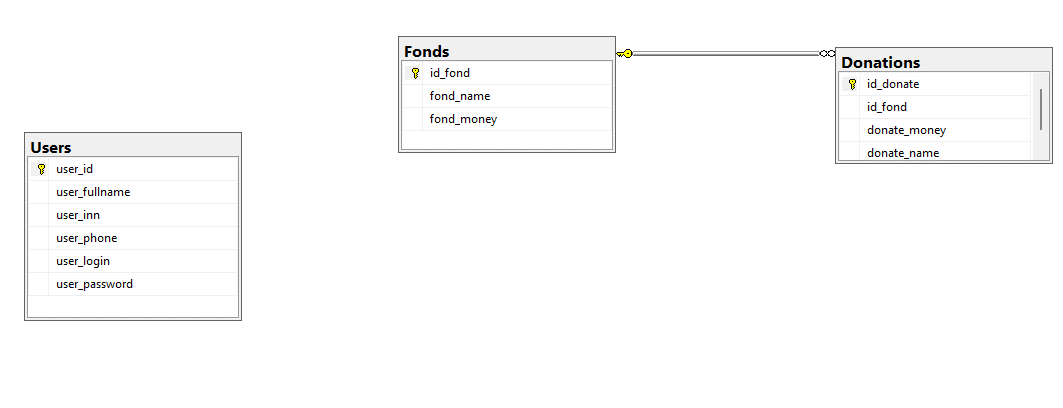 Fonds
id_fond
fond_name
fond_money
Donations
id_donate
id_fond
donate_money
donate_name
Users
user_id
user_fullname
user_inn
user_phone
user_login
user_password